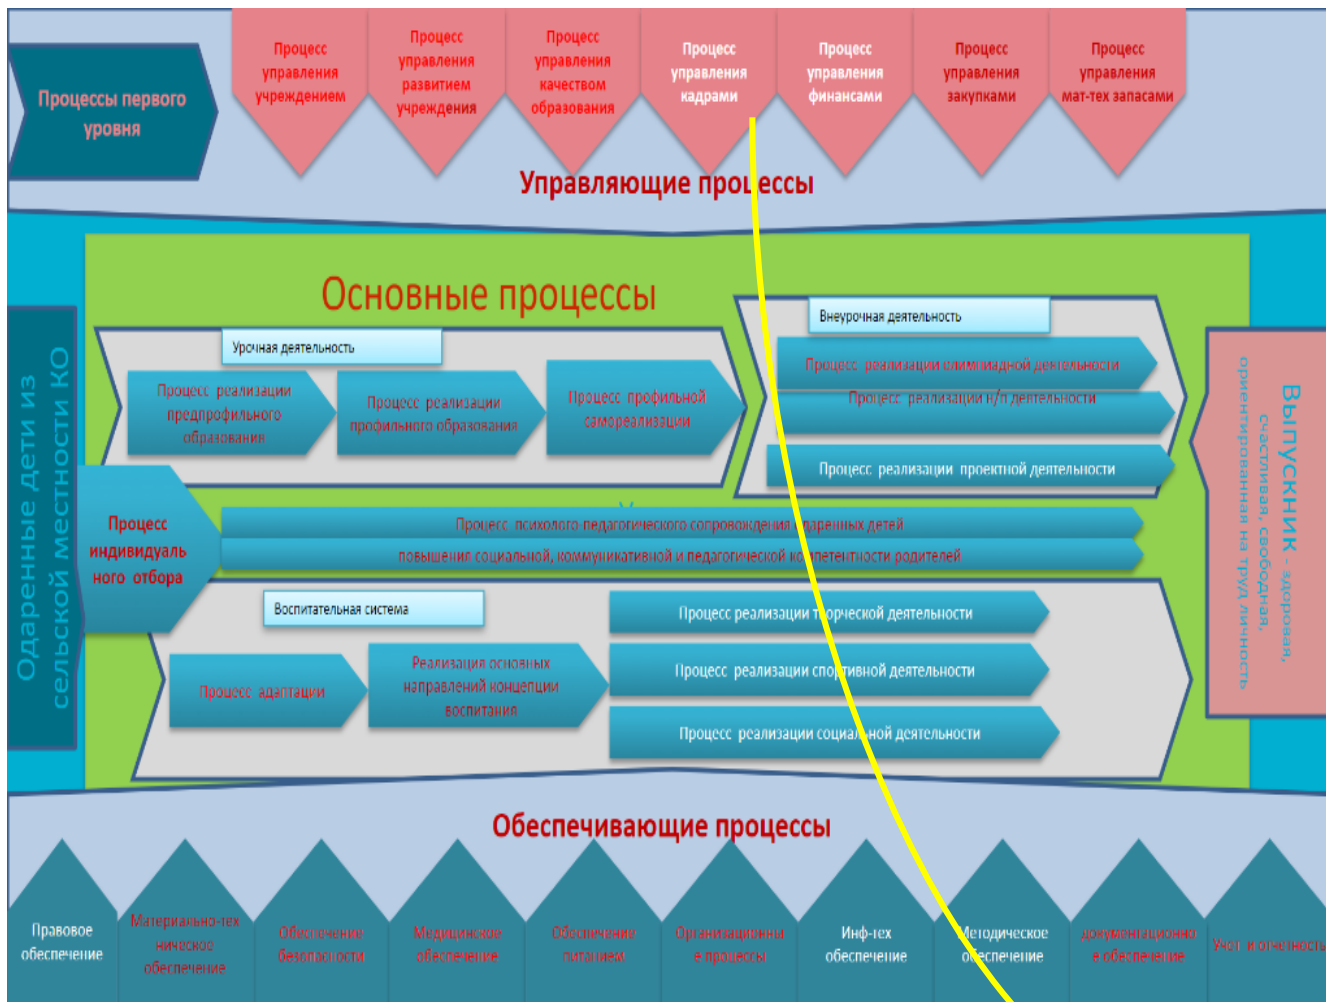 Процессы первого
уровня
Процесс
управления
учреждением
Процесс
управления
развитием
учреждения
Процесс
управления
качеством
образования
Процесс
управления
кадрами
Процесс
управления
финансами
Процесс
управления
закупками
Процесс
управления
мат-тех запасами
Управляющие процессы
Основные процессы
Одаренные дети из
сельской местности КО
Урочная деятельность
Процесс реализации
предпрофильного
образования
Процесс реализации
профильного образования
Процесс профильной
самореализации
Внеурочная деятельность
Процесс реализации олимпиадной деятельности
Процесс реализации н/п деятельности
Процесс реализации проектной деятельности
Выпускник - здоровая,
счастливая, свободная,
ориентированная на труд личность
Процесс
индивидуаль
ного отбора
Процесс психолого-педагогического сопровождения одаренных детей
повышения социальной, коммуникативной и педагогической компетентности родителей
Воспитательная система
Процесс адаптации
Реализация основных
направлений концепции
воспитания
Процесс реализации творческой деятельности
Процесс реализации спортивной деятельности
Процесс реализации социальной деятельности
Обеспечивающие процессы
Правовое
обеспечение
Материально-тех
ническое
обеспечение
Обеспечение
безопасности
Медицинское
обеспечение
Обеспечение
питанием
Организационны
е процессы
Инф-тех
обеспечение
Методическое
обеспечение
документационно
е обеспечение
Учет и отчетность